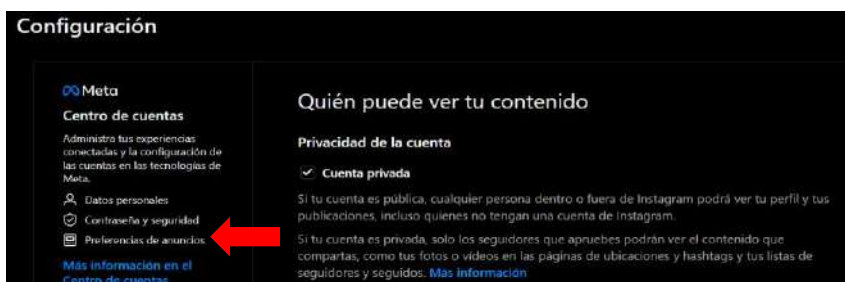 Configuración
Meta
Centro de cuentas
Administra tus experiencias
conectadas y la configuración de
las cuentas en las tecnologías de
Meta.
Datos personales
Contraseña y seguridad
Preferencias de anuncios
Más información en el
Centro de cuentas
Quién puede ver tu contenido
Privacidad de la cuenta
Cuenta privada
Si tu cuenta es pública, cualquier persona dentro o fuera de Instagram podrá ver tu perfil y tus
publicaciones, incluso quienes no tengan una cuenta de Instagram.
Si tu cuenta es privada, solo los seguidores que apruebes podrán ver el contenido que
compartas, como tus fotos o vídeos en las páginas de ubicaciones y hashtags y tus listas de
seguidores y seguidos. Más información